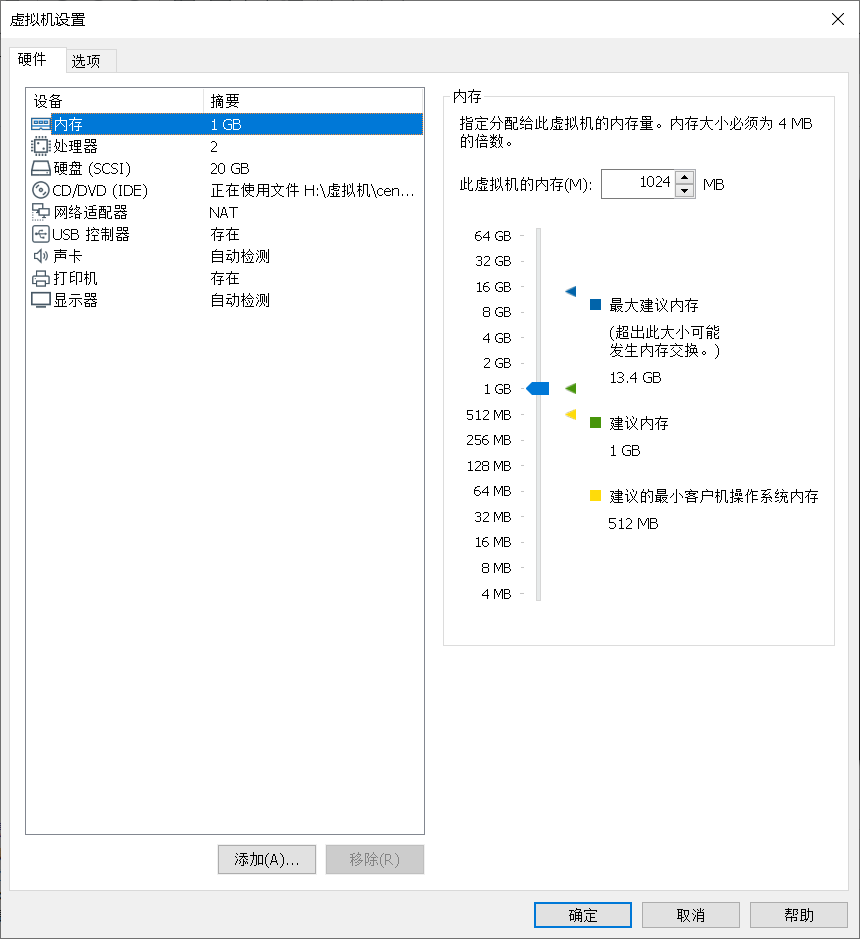 虚拟机设置
硬件
选项
设备 摘要
内存 1 GB
处理器 2
硬盘 (SCSI) 20 GB
CD/DVD (IDE) 正在使用文件 H:\虚拟机\cen...
网络适配器 NAT
USB 控制器 存在
声卡 自动检测
打印机 存在
显示器 自动检测
添加(A)...
移除(R)
内存
指定分配给此虚拟机的内存量。内存大小必须为 4 MB
的倍数。
此虚拟机的内存(M): 1024 MB
64 GB
32 GB
16 GB
8 GB
4 GB
2 GB
1 GB
512 MB
256 MB
128 MB
64 MB
32 MB
16 MB
8 MB
4 MB
最大建议内存
(超出此大小可能
发生内存交换。)
13.4 GB
建议内存
1 GB
建议的最小客户机操作系统内存
512 MB
确定
取消
帮助